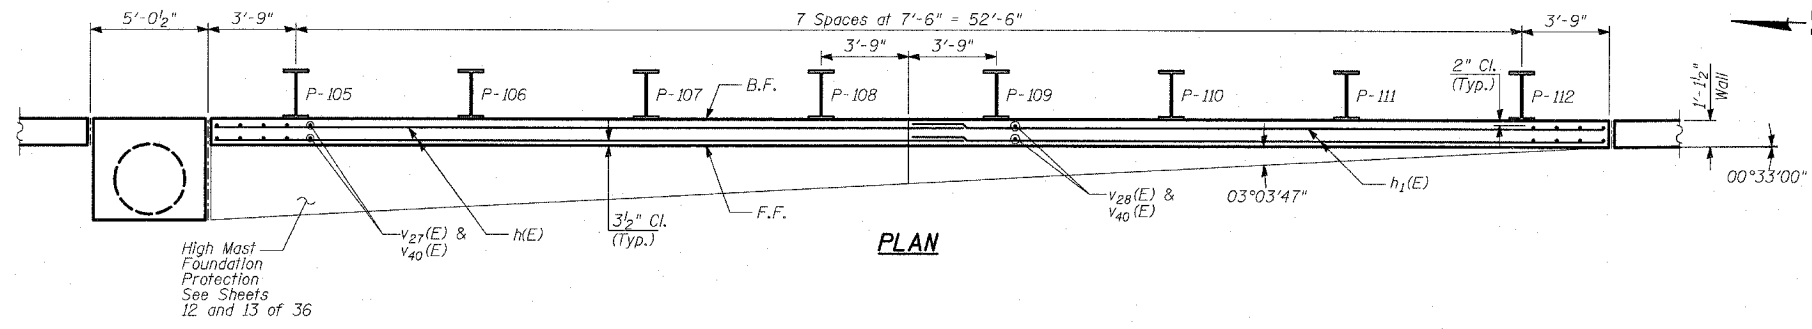 5'-0½"
3'-9"
7 Spaces at 7'-6" = 52'-6"
3'-9"
3'-9"
3'-9"
2" Cl.
(Typ.)
1'-1½"
Wall
P-105
P-106
P-107
P-108
B.F.
P-109
P-110
P-111
P-112
00°33'00"
03°03'47"
h₁(E)
v₂₈(E) &
v₄₀(E)
F.F.
3½" Cl.
(Typ.)
h(E)
v₂₇(E) &
v₄₀(E)
PLAN
High Mast
Foundation
Protection
See Sheets
12 and 13 of 36